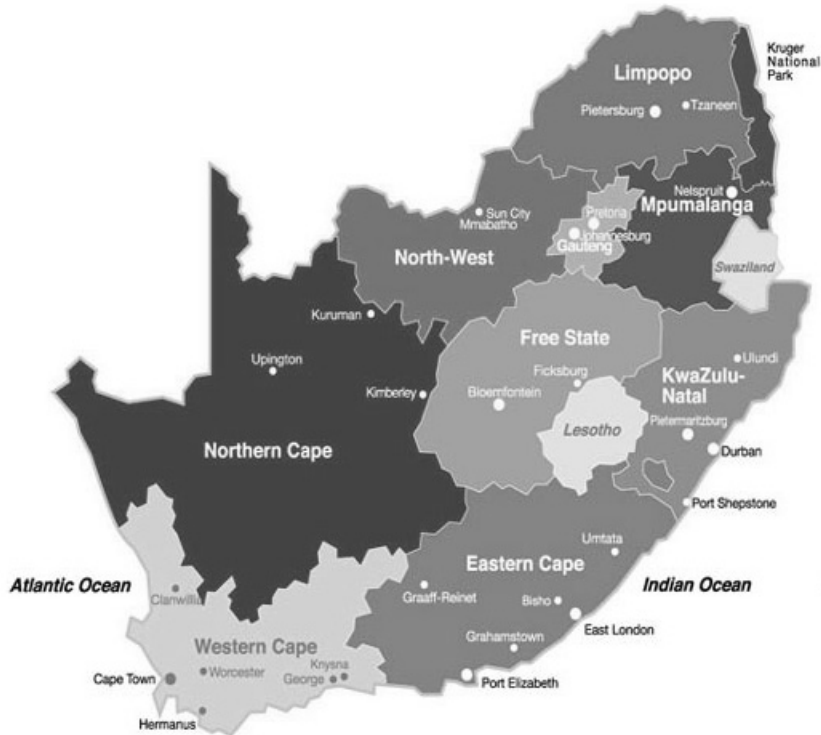 Kruger
National
Park
Limpopo
Pietersburg
Tzaneen
Nelspruit
Mpumalanga
Pretoria
Johannesburg
Gauteng
Sun City
Mmabatho
North-West
Swaziland
Kuruman
Free State
Upington
Ficksburg
Ulundi
KwaZulu-
Natal
Kimberley
Bloemfontein
Pietermaritzburg
Lesotho
Northern Cape
Durban
Port Shepstone
Umtata
Eastern Cape
Atlantic Ocean
Indian Ocean
Clanwillia
Graaff-Reinet
Bisho
East London
Grahamstown
Western Cape
Knysna
Worcester
George
Cape Town
Port Elizabeth
Hermanus